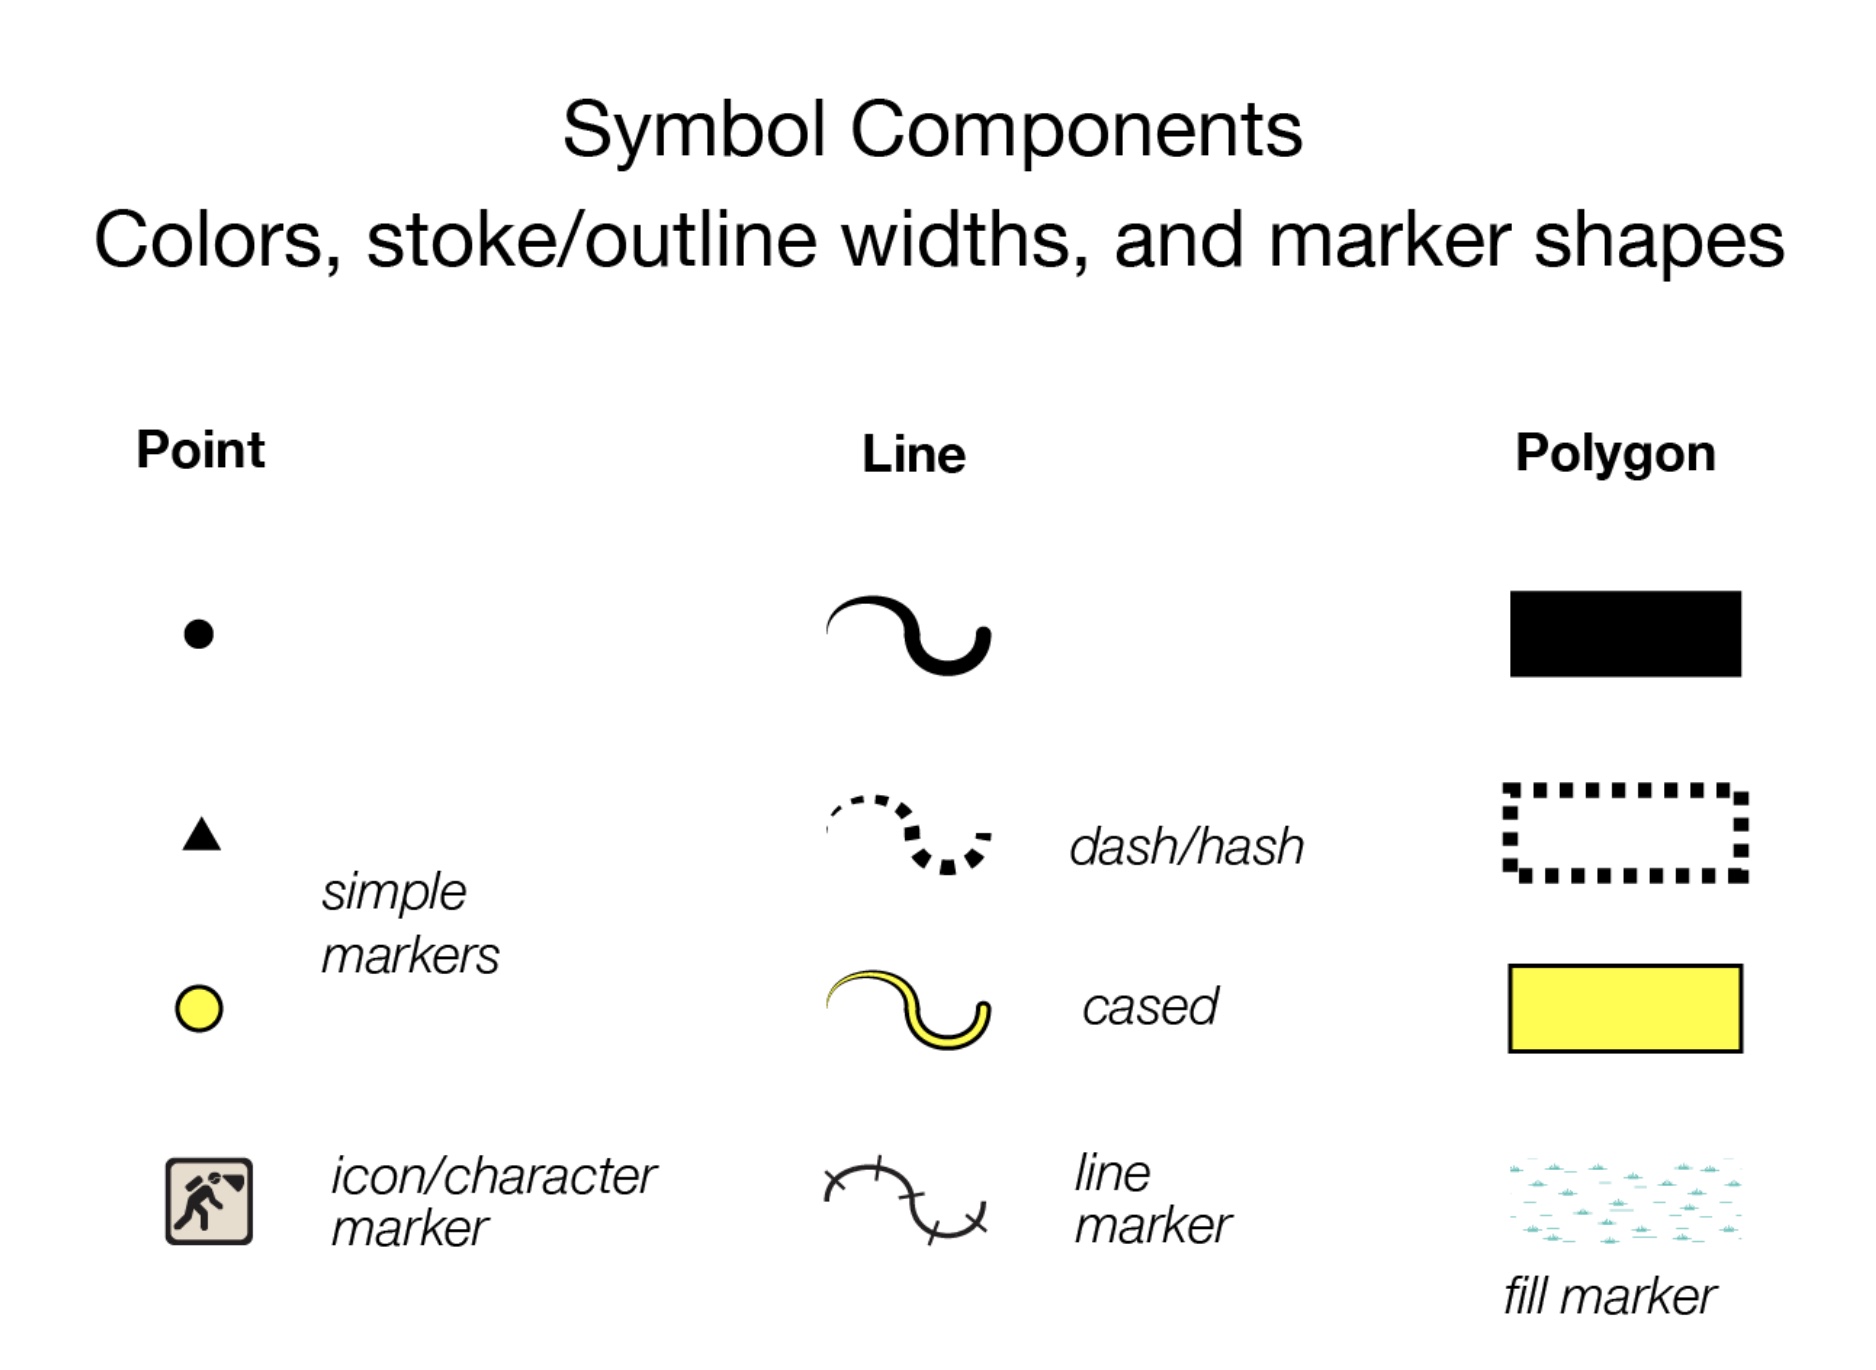 Symbol Components
Colors, stoke/outline widths, and marker shapes
Point
Line
Polygon
simple
markers
dash/hash
cased
icon/character
marker
line
marker
fill marker